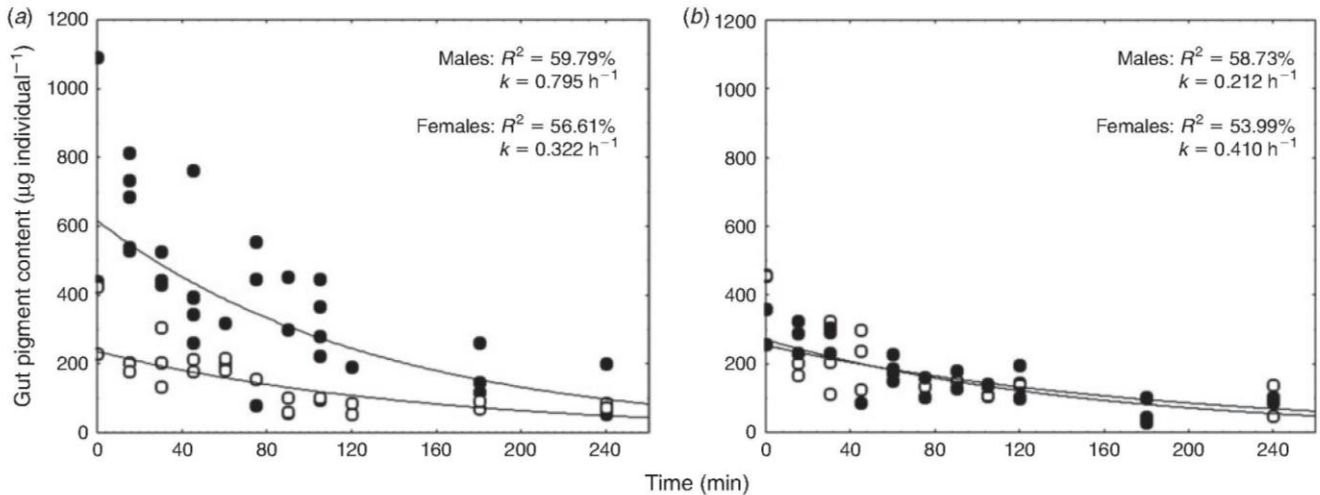 (a)
Males: R² = 59.79%
k = 0.795 h⁻¹
Females: R² = 56.61%
k = 0.322 h⁻¹
1200
1000
800
600
400
200
0
0 40 80 120 160 200 240
Gut pigment content (µg individual⁻¹)
(b)
Males: R² = 58.73%
k = 0.212 h⁻¹
Females: R² = 53.99%
k = 0.410 h⁻¹
1200
1000
800
600
400
200
0
0 40 80 120 160 200 240
Time (min)